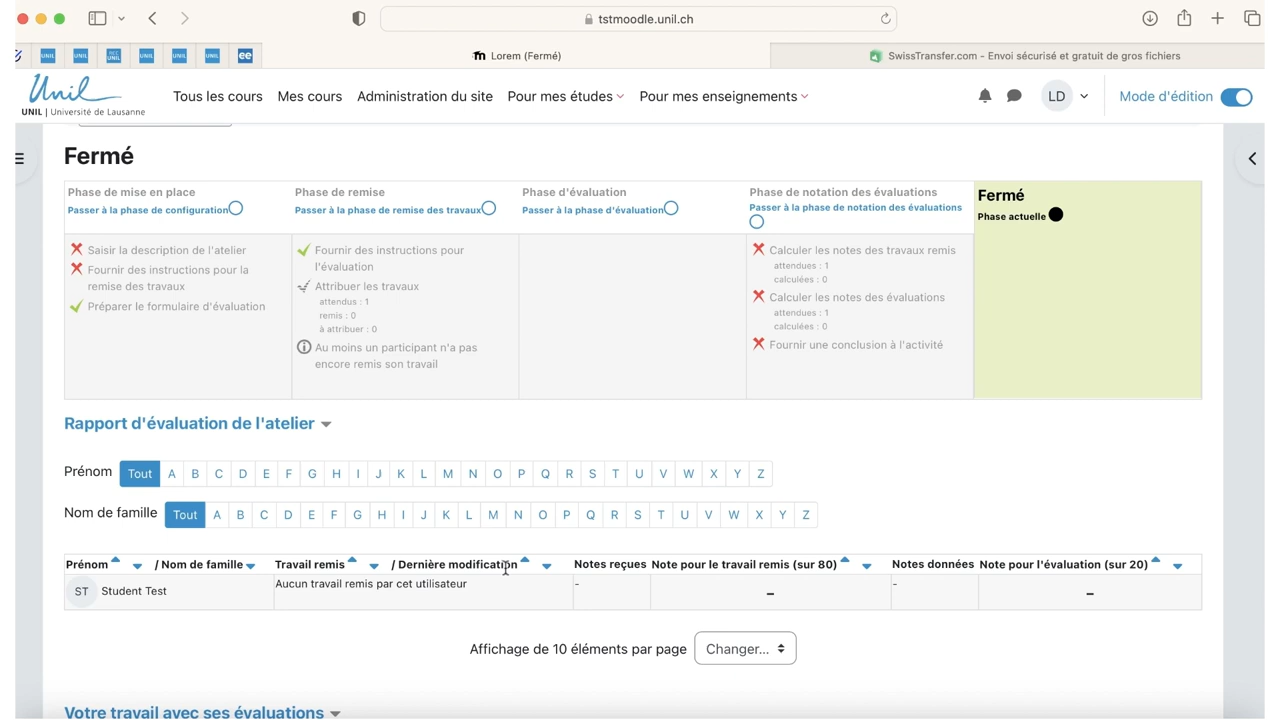 tstmoodle.unil.ch
UNIL UNIL UNIL UNIL UNIL ee
Lorem (Fermé)
SwissTransfer.com - Envoi sécurisé et gratuit de gros fichiers
Unil
UNIL | Université de Lausanne
Tous les cours Mes cours Administration du site Pour mes études Pour mes enseignements
LD
Mode d'édition
Fermé
Phase de mise en place
Passer à la phase de configuration
Phase de remise
Passer à la phase de remise des travaux
Phase d'évaluation
Passer à la phase d'évaluation
Phase de notation des évaluations
Passer à la phase de notation des évaluations
Fermé
Phase actuelle
Saisir la description de l'atelier
Fournir des instructions pour la
remise des travaux
Préparer le formulaire d'évaluation
Fournir des instructions pour
l'évaluation
Attribuer les travaux
attendus : 1
remis : 0
à attribuer : 0
Au moins un participant n'a pas
encore remis son travail
Calculer les notes des travaux remis
attendues : 1
calculées : 0
Calculer les notes des évaluations
attendues : 1
calculées : 0
Fournir une conclusion à l'activité
Rapport d'évaluation de l'atelier
Prénom Tout A B C D E F G H I J K L M N O P Q R S T U V W X Y Z
Nom de famille Tout A B C D E F G H I J K L M N O P Q R S T U V W X Y Z
Prénom / Nom de famille Travail remis / Dernière modification Notes reçues Note pour le travail remis (sur 80) Notes données Note pour l'évaluation (sur 20)
ST Student Test Aucun travail remis par cet utilisateur - – - –
Affichage de 10 éléments par page Changer...
Votre travail avec ses évaluations